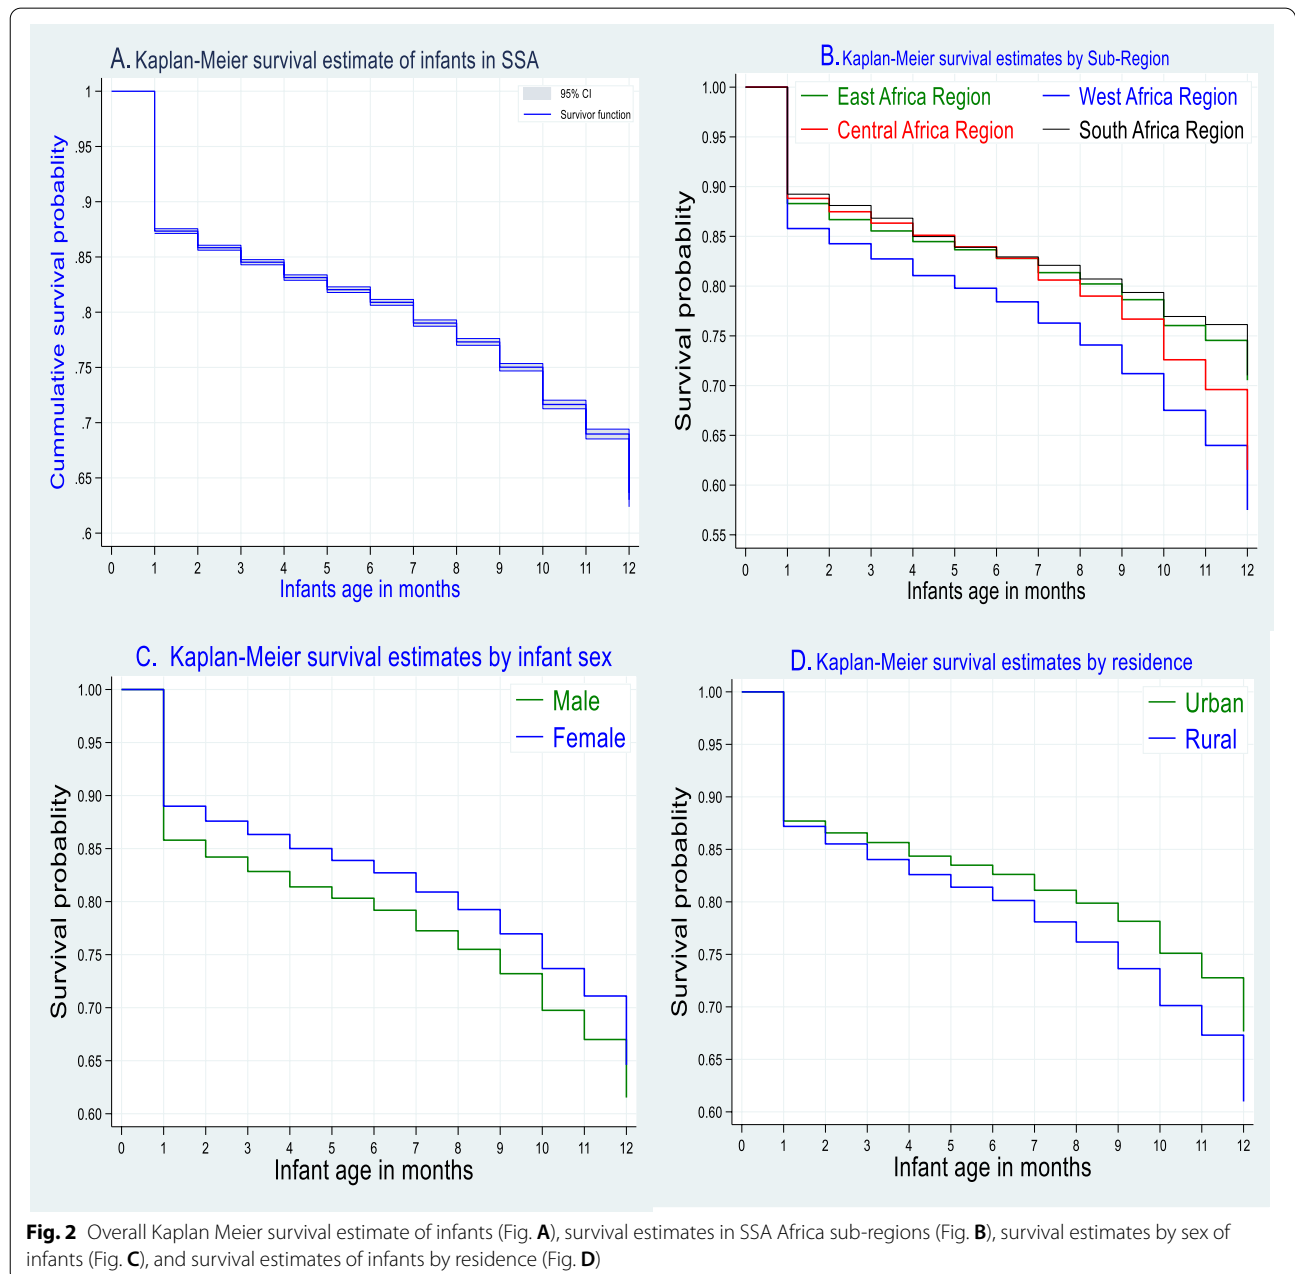 A. Kaplan-Meier survival estimate of infants in SSA
95% CI
Survivor function
Cummulative survival probablity
1
.95
.9
.85
.8
.75
.7
.65
.6
0 1 2 3 4 5 6 7 8 9 10 11 12
Infants age in months
B. Kaplan-Meier survival estimates by Sub-Region
East Africa Region West Africa Region
Central Africa Region South Africa Region
Survival probablity
1.00
0.95
0.90
0.85
0.80
0.75
0.70
0.65
0.60
0.55
0 1 2 3 4 5 6 7 8 9 10 11 12
Infants age in months
C. Kaplan-Meier survival estimates by infant sex
Male
Female
Survival probablity
1.00
0.95
0.90
0.85
0.80
0.75
0.70
0.65
0.60
0 1 2 3 4 5 6 7 8 9 10 11 12
Infant age in months
D. Kaplan-Meier survival estimates by residence
Urban
Rural
Survival probablity
1.00
0.95
0.90
0.85
0.80
0.75
0.70
0.65
0.60
0 1 2 3 4 5 6 7 8 9 10 11 12
Infant age in months
Fig. 2 Overall Kaplan Meier survival estimate of infants (Fig. A), survival estimates in SSA Africa sub-regions (Fig. B), survival estimates by sex of
infants (Fig. C), and survival estimates of infants by residence (Fig. D)